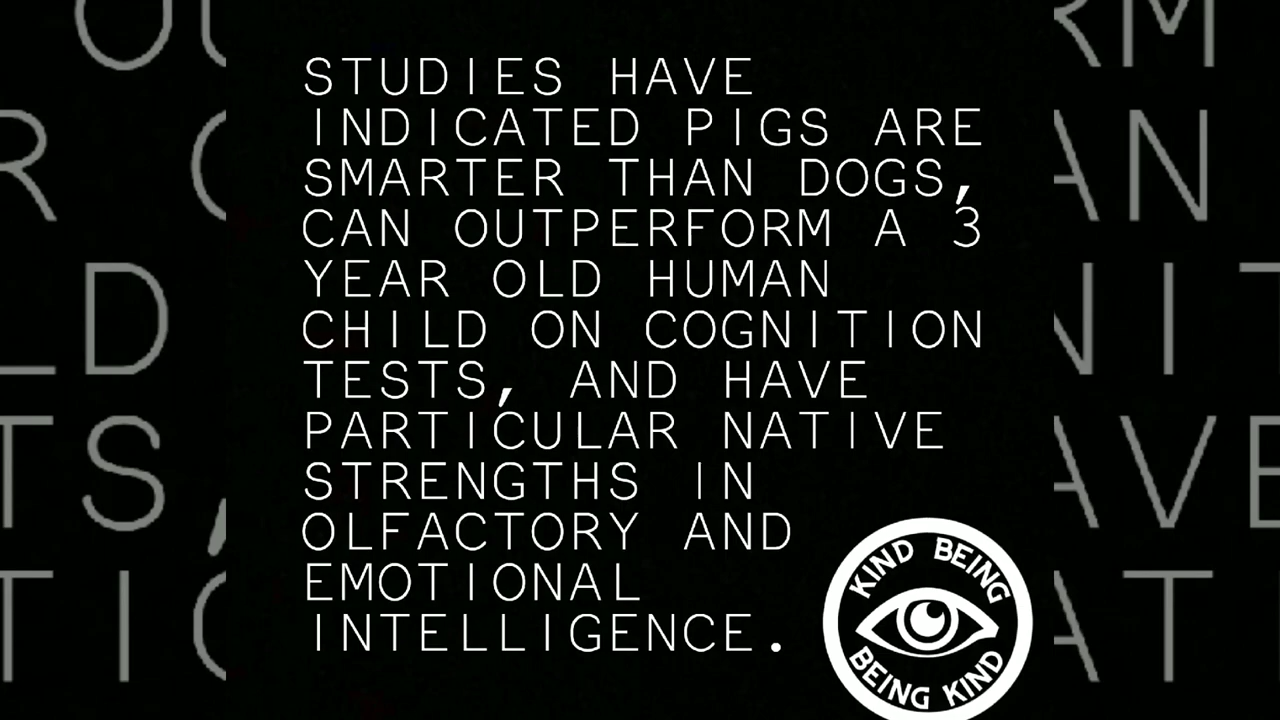 STUDIES HAVE
INDICATED PIGS ARE
SMARTER THAN DOGS,
CAN OUTPERFORM A 3
YEAR OLD HUMAN
CHILD ON COGNITION
TESTS, AND HAVE
PARTICULAR NATIVE
STRENGTHS IN
OLFACTORY AND
EMOTIONAL
INTELLIGENCE.
KIND BEING
BEING KIND